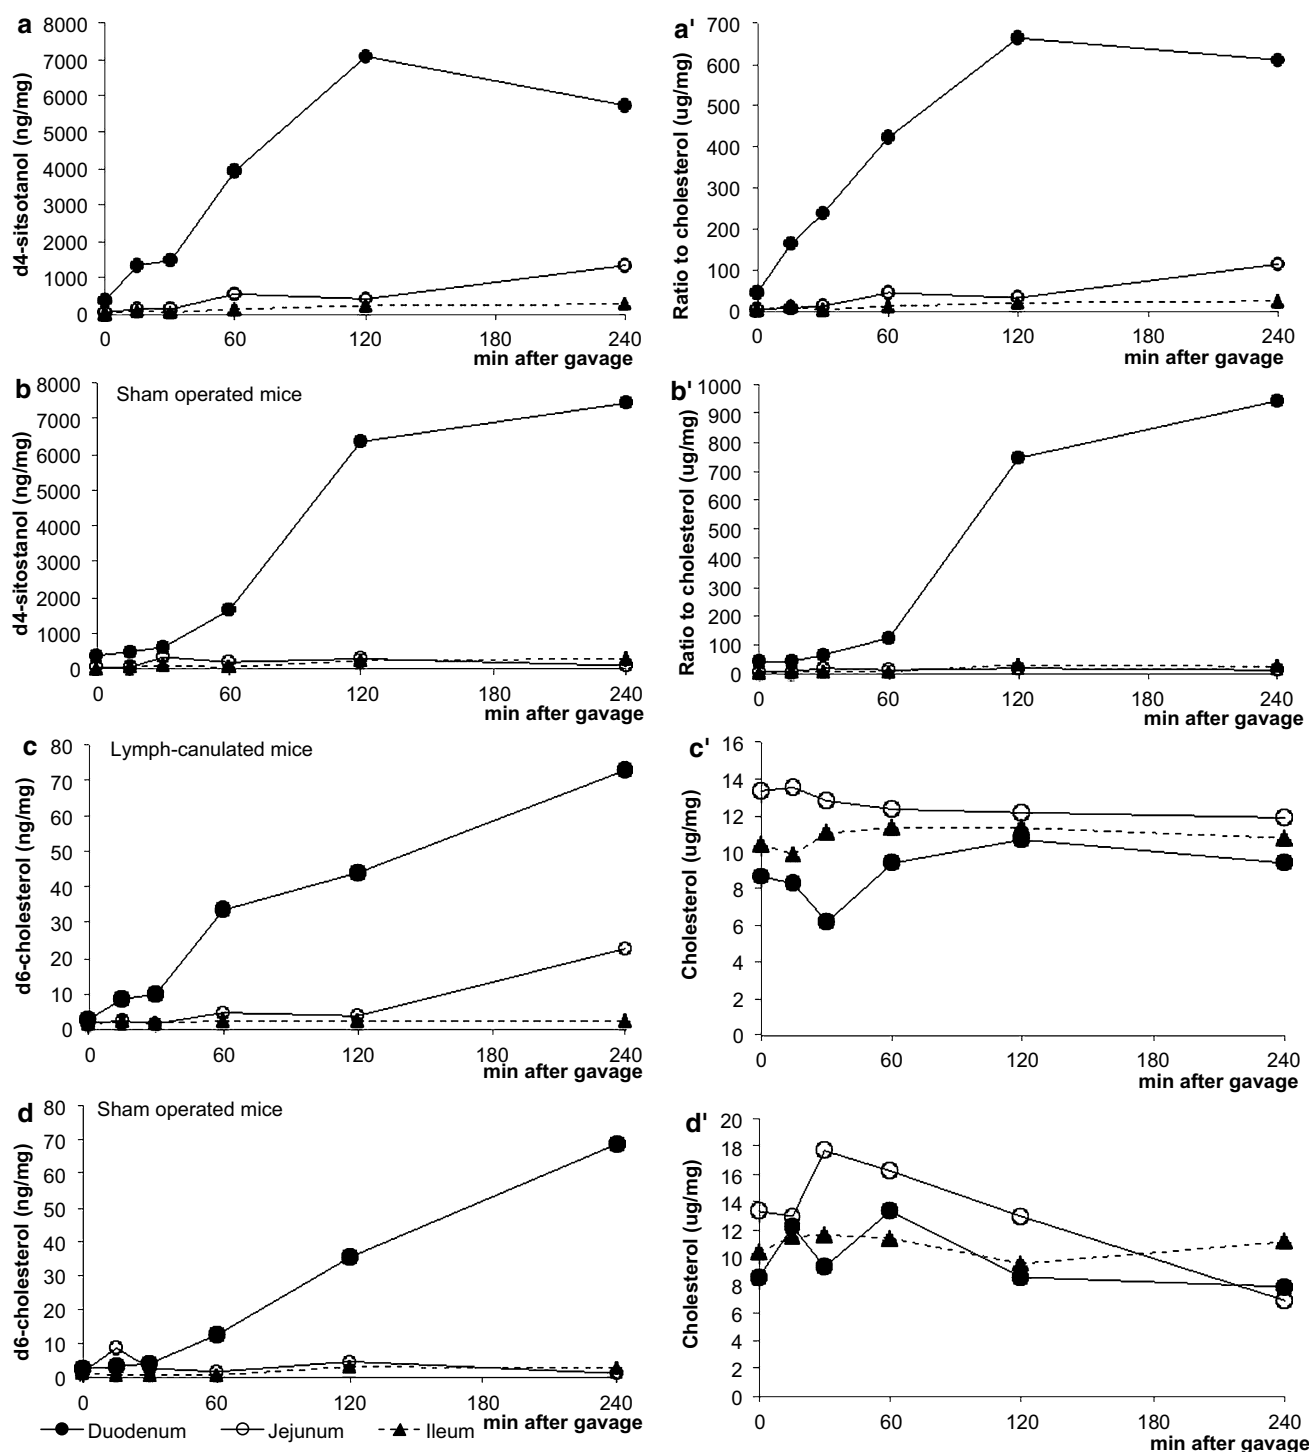 a
8000
7000
6000
5000
4000
3000
2000
1000
0
d4-sitsotanol (ng/mg)
0 60 120 180 240
min after gavage
a'
700
600
500
400
300
200
100
0
Ratio to cholesterol (ug/mg)
0 60 120 180 240
min after gavage
b
Sham operated mice
8000
7000
6000
5000
4000
3000
2000
1000
0
d4-sitostanol (ng/mg)
0 60 120 180 240
min after gavage
b'
1000
900
800
700
600
500
400
300
200
100
0
Ratio to cholesterol (ug/mg)
0 60 120 180 240
min after gavage
c
Lymph-canulated mice
80
70
60
50
40
30
20
10
0
d6-cholesterol (ng/mg)
0 60 120 180 240
min after gavage
c'
16
14
12
10
8
6
4
2
0
Cholesterol (ug/mg)
0 60 120 180 240
min after gavage
d
Sham operated mice
80
70
60
50
40
30
20
10
0
d6-cholesterol (ng/mg)
0 60 120 180 240
min after gavage
d'
20
18
16
14
12
10
8
6
4
2
0
Cholesterol (ug/mg)
0 60 120 180 240
min after gavage
Duodenum Jejunum Ileum